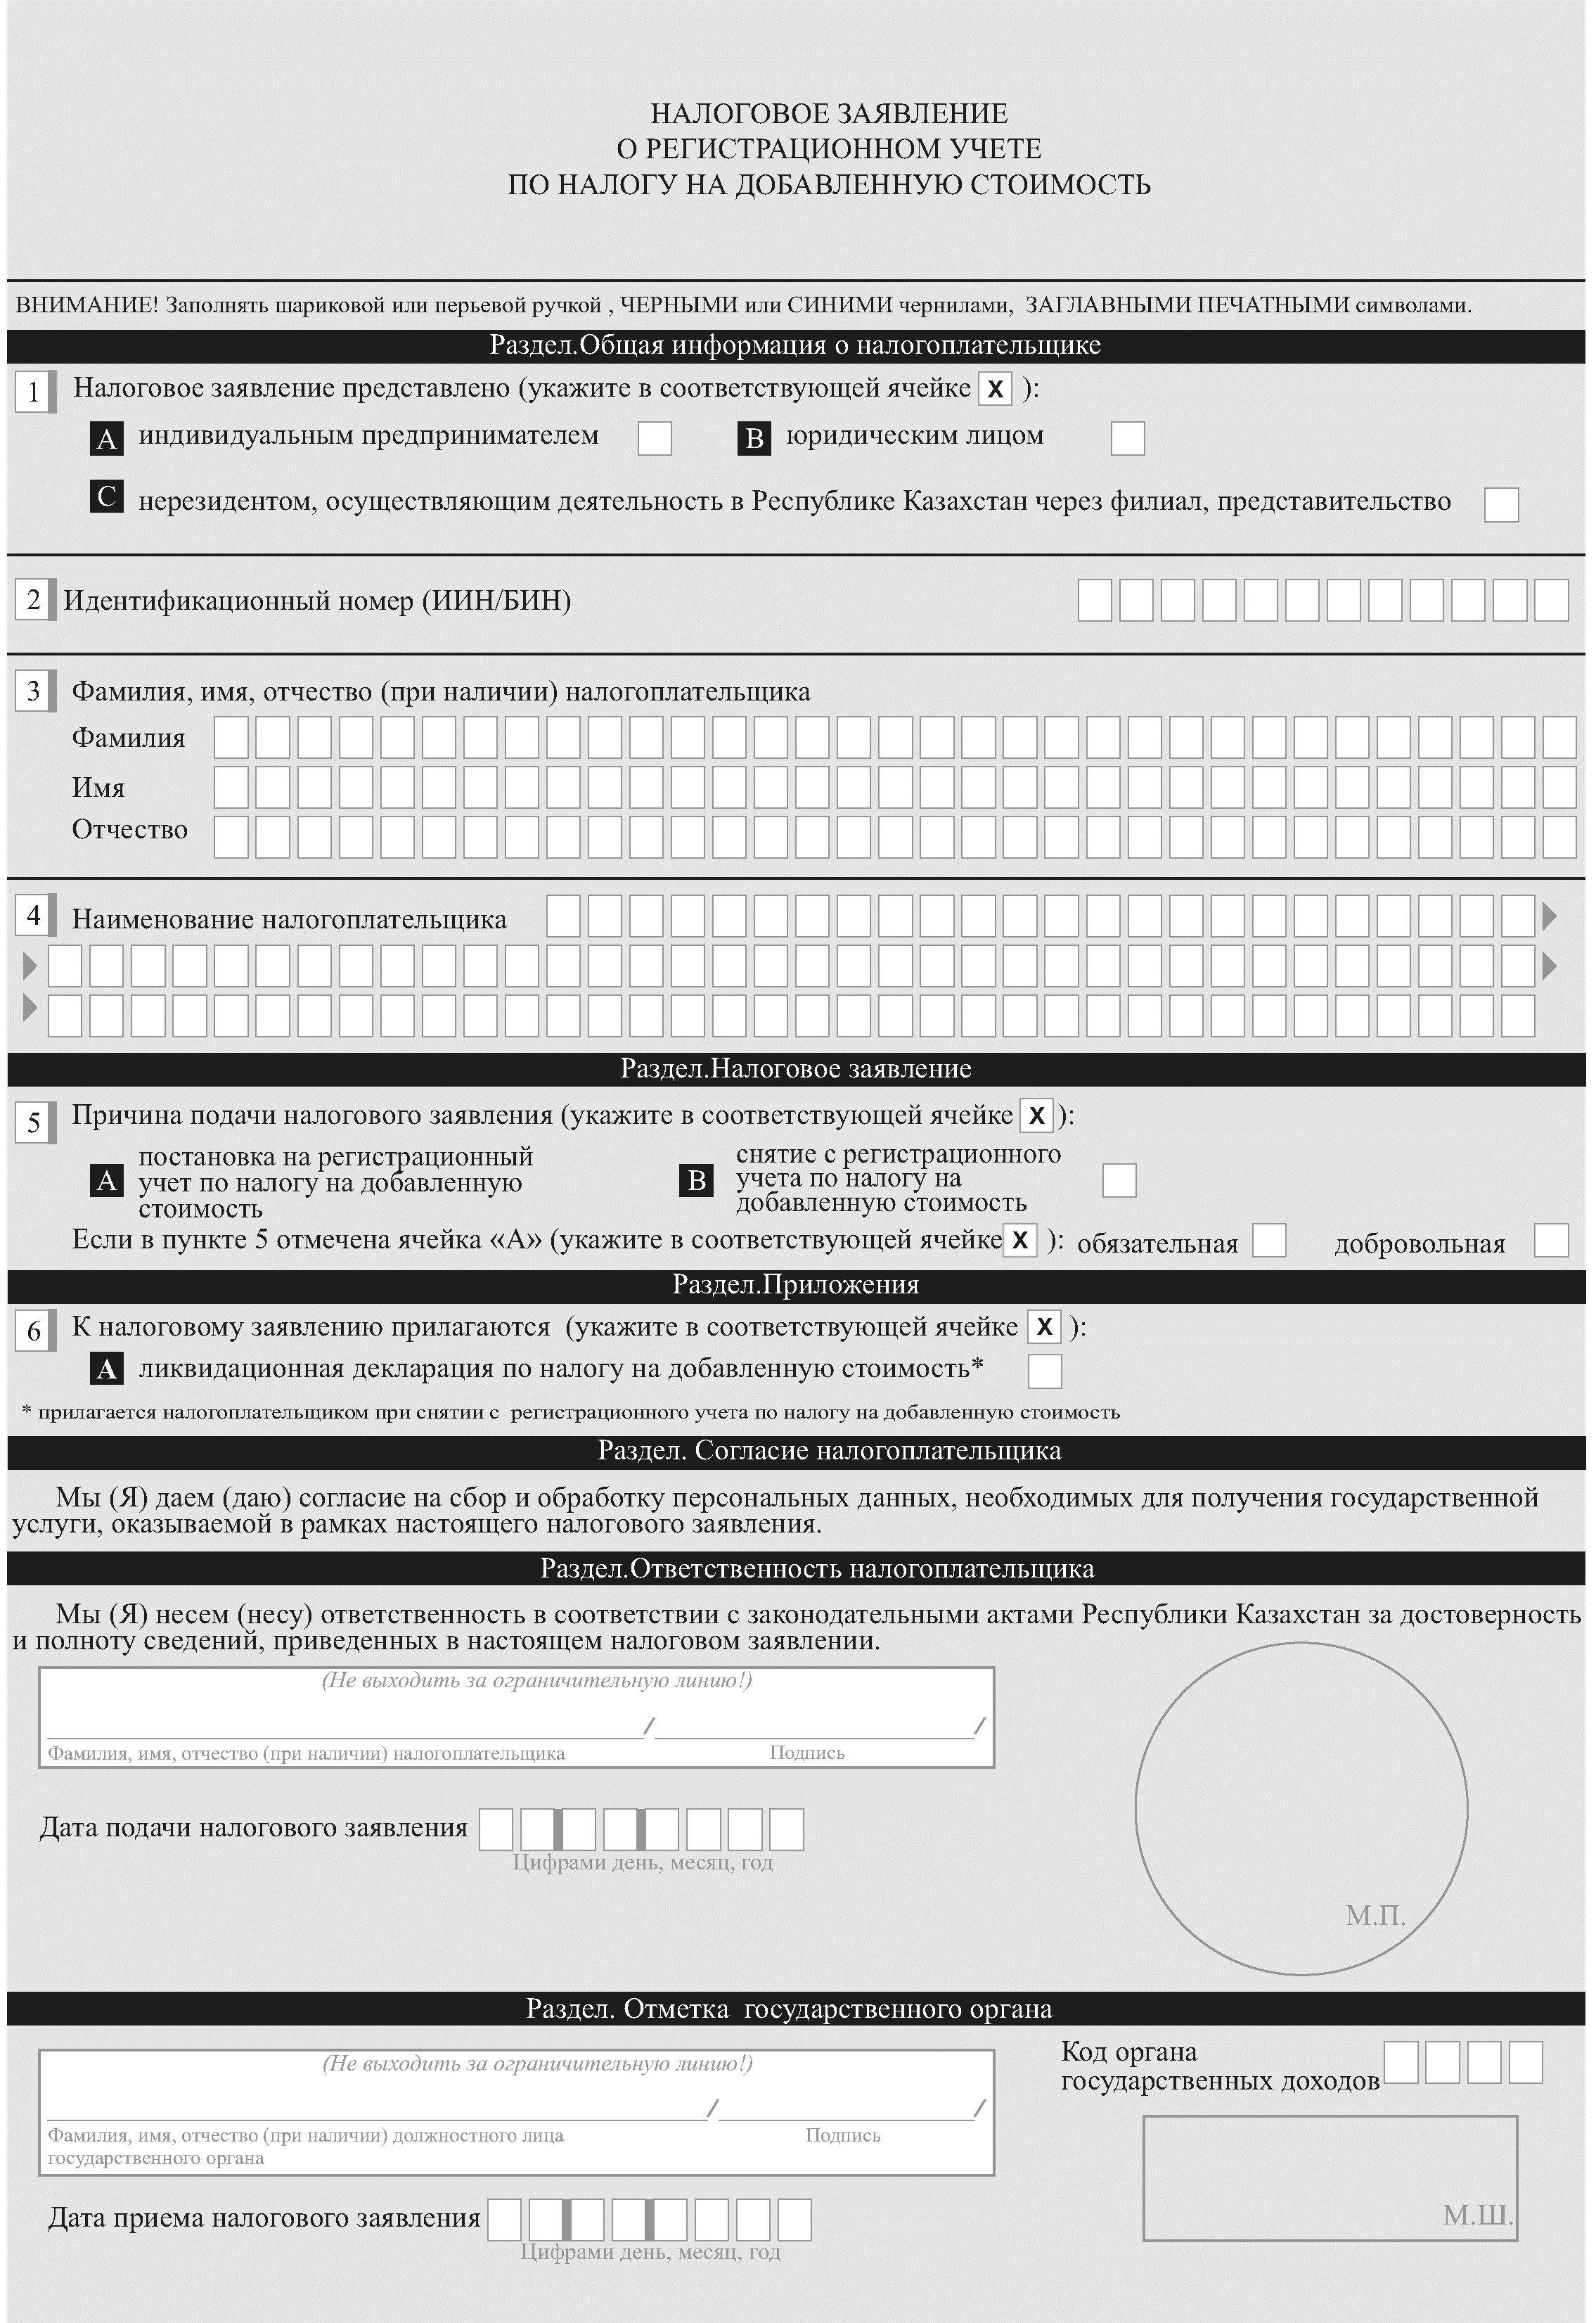 НАЛОГОВОЕ ЗАЯВЛЕНИЕ
О РЕГИСТРАЦИОННОМ УЧЕТЕ
ПО НАЛОГУ НА ДОБАВЛЕННУЮ СТОИМОСТЬ
ВНИМАНИЕ! Заполнять шариковой или перьевой ручкой , ЧЕРНЫМИ или СИНИМИ чернилами, ЗАГЛАВНЫМИ ПЕЧАТНЫМИ символами.
Раздел.Общая информация о налогоплательщике
1 Налоговое заявление представлено (укажите в соответствующей ячейке X ):
A индивидуальным предпринимателем B юридическим лицом
C нерезидентом, осуществляющим деятельность в Республике Казахстан через филиал, представительство
2 Идентификационный номер (ИИН/БИН)
3 Фамилия, имя, отчество (при наличии) налогоплательщика
Фамилия
Имя
Отчество
4 Наименование налогоплательщика
Раздел.Налоговое заявление
5 Причина подачи налогового заявления (укажите в соответствующей ячейке X ):
A постановка на регистрационный
учет по налогу на добавленную
стоимость
B снятие с регистрационного
учета по налогу на
добавленную стоимость
Если в пункте 5 отмечена ячейка «А» (укажите в соответствующей ячейке X ): обязательная добровольная
Раздел.Приложения
6 К налоговому заявлению прилагаются (укажите в соответствующей ячейке X ):
A ликвидационная декларация по налогу на добавленную стоимость*
* прилагается налогоплательщиком при снятии с регистрационного учета по налогу на добавленную стоимость
Раздел. Согласие налогоплательщика
Мы (Я) даем (даю) согласие на сбор и обработку персональных данных, необходимых для получения государственной
услуги, оказываемой в рамках настоящего налогового заявления.
Раздел.Ответственность налогоплательщика
Мы (Я) несем (несу) ответственность в соответствии с законодательными актами Республики Казахстан за достоверность
и полноту сведений, приведенных в настоящем налоговом заявлении.
(Не выходить за ограничительную линию!)
/ /
Фамилия, имя, отчество (при наличии) налогоплательщика Подпись
Дата подачи налогового заявления
Цифрами день, месяц, год
М.П.
Раздел. Отметка государственного органа
(Не выходить за ограничительную линию!)
/ /
Фамилия, имя, отчество (при наличии) должностного лица
государственного органа
Подпись
Код органа
государственных доходов
М.Ш.
Дата приема налогового заявления
Цифрами день, месяц, год